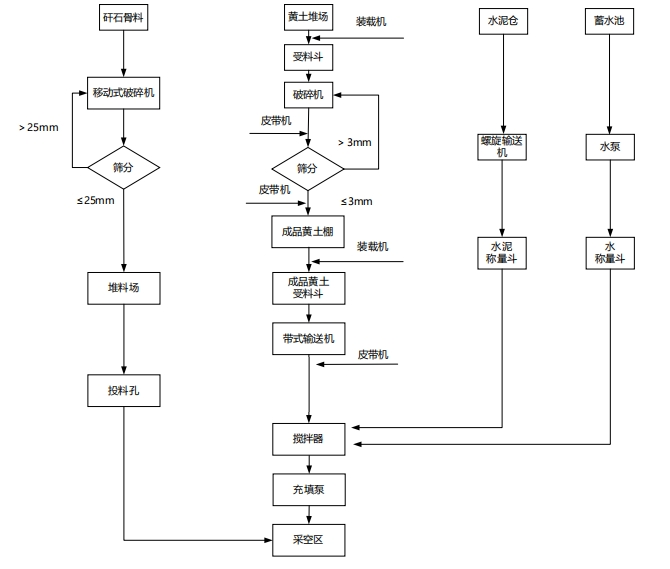 矸石骨料
黄土堆场
水泥仓
蓄水池
装载机
受料斗
移动式破碎机
破碎机
皮带机
＞25mm
＞3mm
螺旋输送
机
水泵
筛分
筛分
皮带机
≤25mm
≤3mm
成品黄土棚
装载机
水泥
称量斗
水
称量斗
堆料场
成品黄土
受料斗
带式输送机
皮带机
投料孔
搅拌器
充填泵
采空区